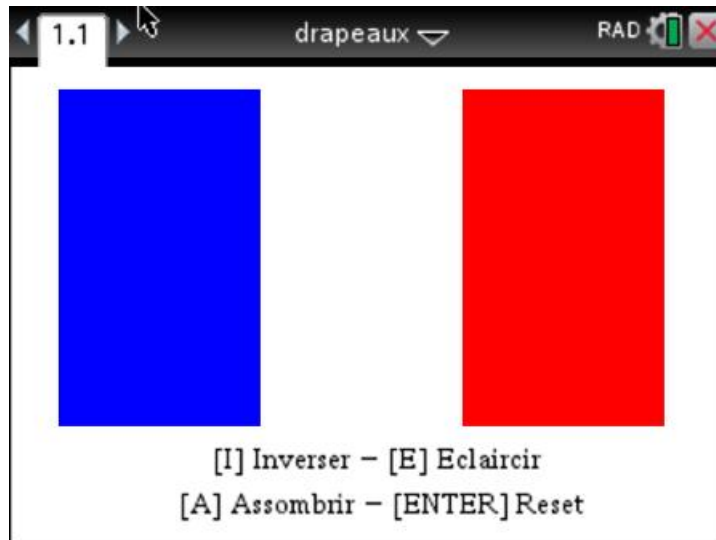 1.1 drapeaux RAD
[I] Inverser – [E] Eclaircir
[A] Assombrir – [ENTER] Reset